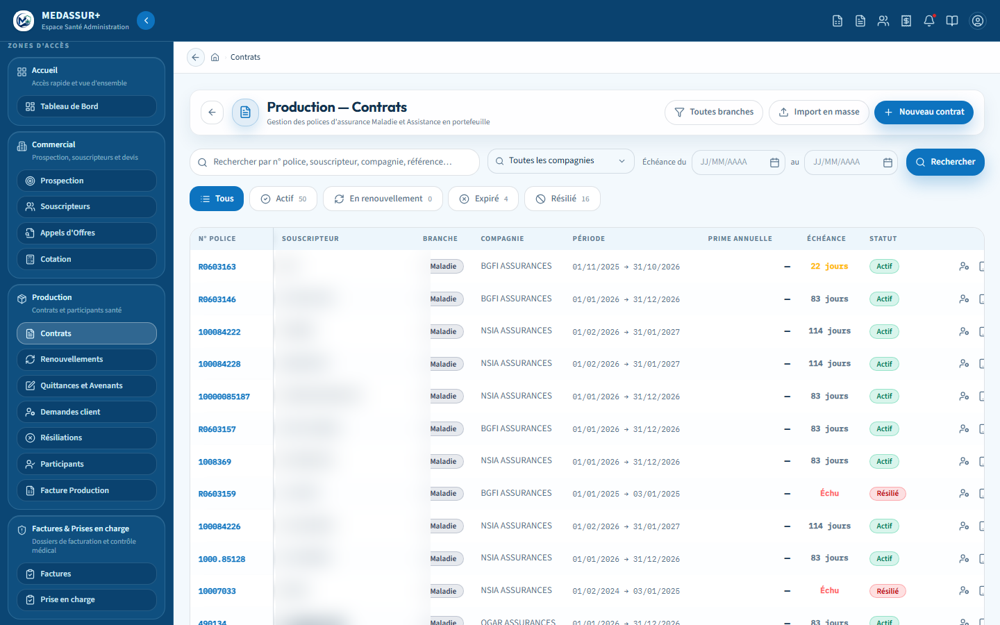 MEDASSUR+
Espace Santé Administration
ZONES D'ACCÈS
Accueil
Accès rapide et vue d'ensemble
Tableau de Bord
Commercial
Prospection, souscripteurs et devis
Prospection
Souscripteurs
Appels d'Offres
Cotation
Production
Contrats et participants santé
Contrats
Renouvellements
Quittances et Avenants
Demandes client
Résiliations
Participants
Facture Production
Factures & Prises en charge
Dossiers de facturation et contrôle
médical
Factures
Prise en charge
Contrats
Production — Contrats
Gestion des polices d'assurance Maladie et Assistance en portefeuille
Toutes branches
Import en masse
Nouveau contrat
Rechercher par n° police, souscripteur, compagnie, référence...
Toutes les compagnies
Échéance du
JJ/MM/AAAA
au
JJ/MM/AAAA
Rechercher
Tous
Actif 50
En renouvellement 0
Expiré 4
Résilié 16
N° POLICE SOUSCRIPTEUR BRANCHE COMPAGNIE PÉRIODE PRIME ANNUELLE ÉCHÉANCE STATUT
R0603163 Maladie BGFI ASSURANCES 01/11/2025 → 31/10/2026 — 22 jours Actif
R0603146 Maladie BGFI ASSURANCES 01/01/2026 → 31/12/2026 — 83 jours Actif
100084222 Maladie NSIA ASSURANCES 01/02/2026 → 31/01/2027 — 114 jours Actif
100084228 Maladie NSIA ASSURANCES 01/02/2026 → 31/01/2027 — 114 jours Actif
10000085187 Maladie NSIA ASSURANCES 01/01/2026 → 31/12/2026 — 83 jours Actif
R0603157 Maladie BGFI ASSURANCES 01/01/2026 → 31/12/2026 — 83 jours Actif
1008369 Maladie NSIA ASSURANCES 01/01/2026 → 31/12/2026 — 83 jours Actif
R0603159 Maladie BGFI ASSURANCES 01/01/2025 → 03/01/2025 — Échu Résilié
100084226 Maladie NSIA ASSURANCES 01/02/2026 → 31/01/2027 — 114 jours Actif
1000.85128 Maladie NSIA ASSURANCES 01/01/2026 → 31/12/2026 — 83 jours Actif
10007033 Maladie NSIA ASSURANCES 01/02/2024 → 03/01/2025 — Échu Résilié
490134 Maladie OGAR ASSURANCES 01/01/2026 → 31/12/2026 — 83 jours Actif